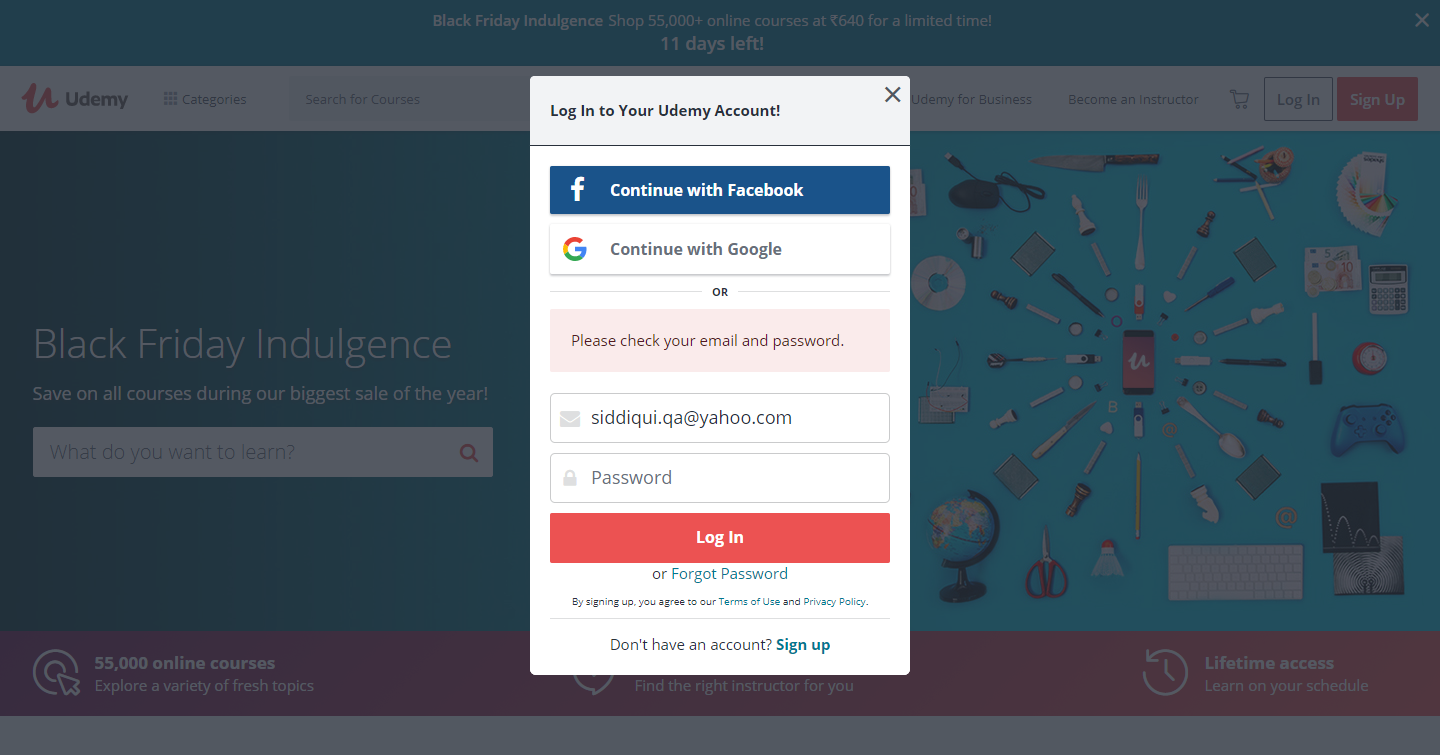 Black Friday Indulgence Shop 55,000+ online courses at ₹640 for a limited time!
11 days left!
Udemy
Categories
Search for Courses
Udemy for Business
Become an Instructor
Log In
Sign Up
Log In to Your Udemy Account!
Continue with Facebook
Continue with Google
OR
Please check your email and password.
siddiqui.qa@yahoo.com
Password
Log In
or Forgot Password
By signing up, you agree to our Terms of Use and Privacy Policy.
Don't have an account? Sign up
Black Friday Indulgence
Save on all courses during our biggest sale of the year!
What do you want to learn?
55,000 online courses
Explore a variety of fresh topics
Find the right instructor for you
Lifetime access
Learn on your schedule